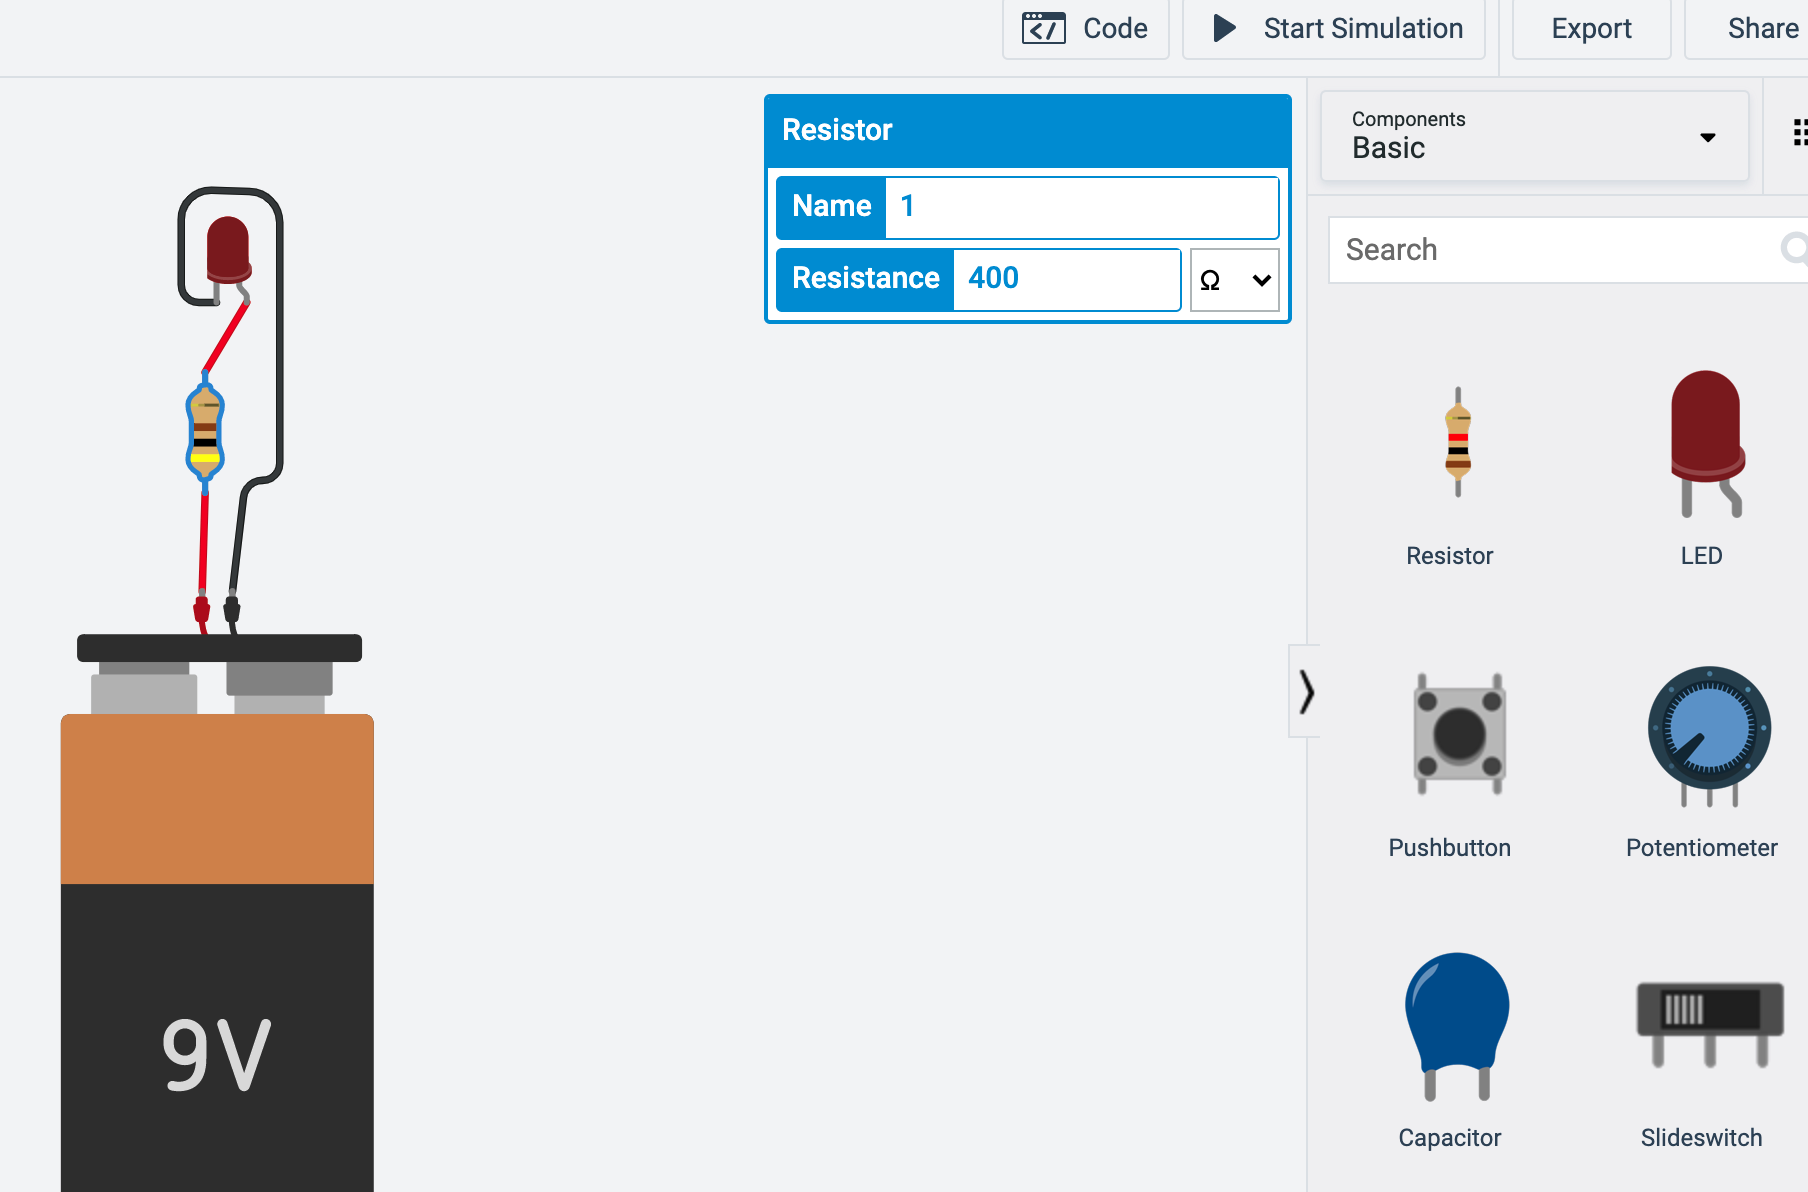 Code
Start Simulation
Export
Share
Resistor
Name 1
Resistance 400 Ω
Components
Basic
Search
Resistor
LED
Pushbutton
Potentiometer
Capacitor
Slideswitch
9V